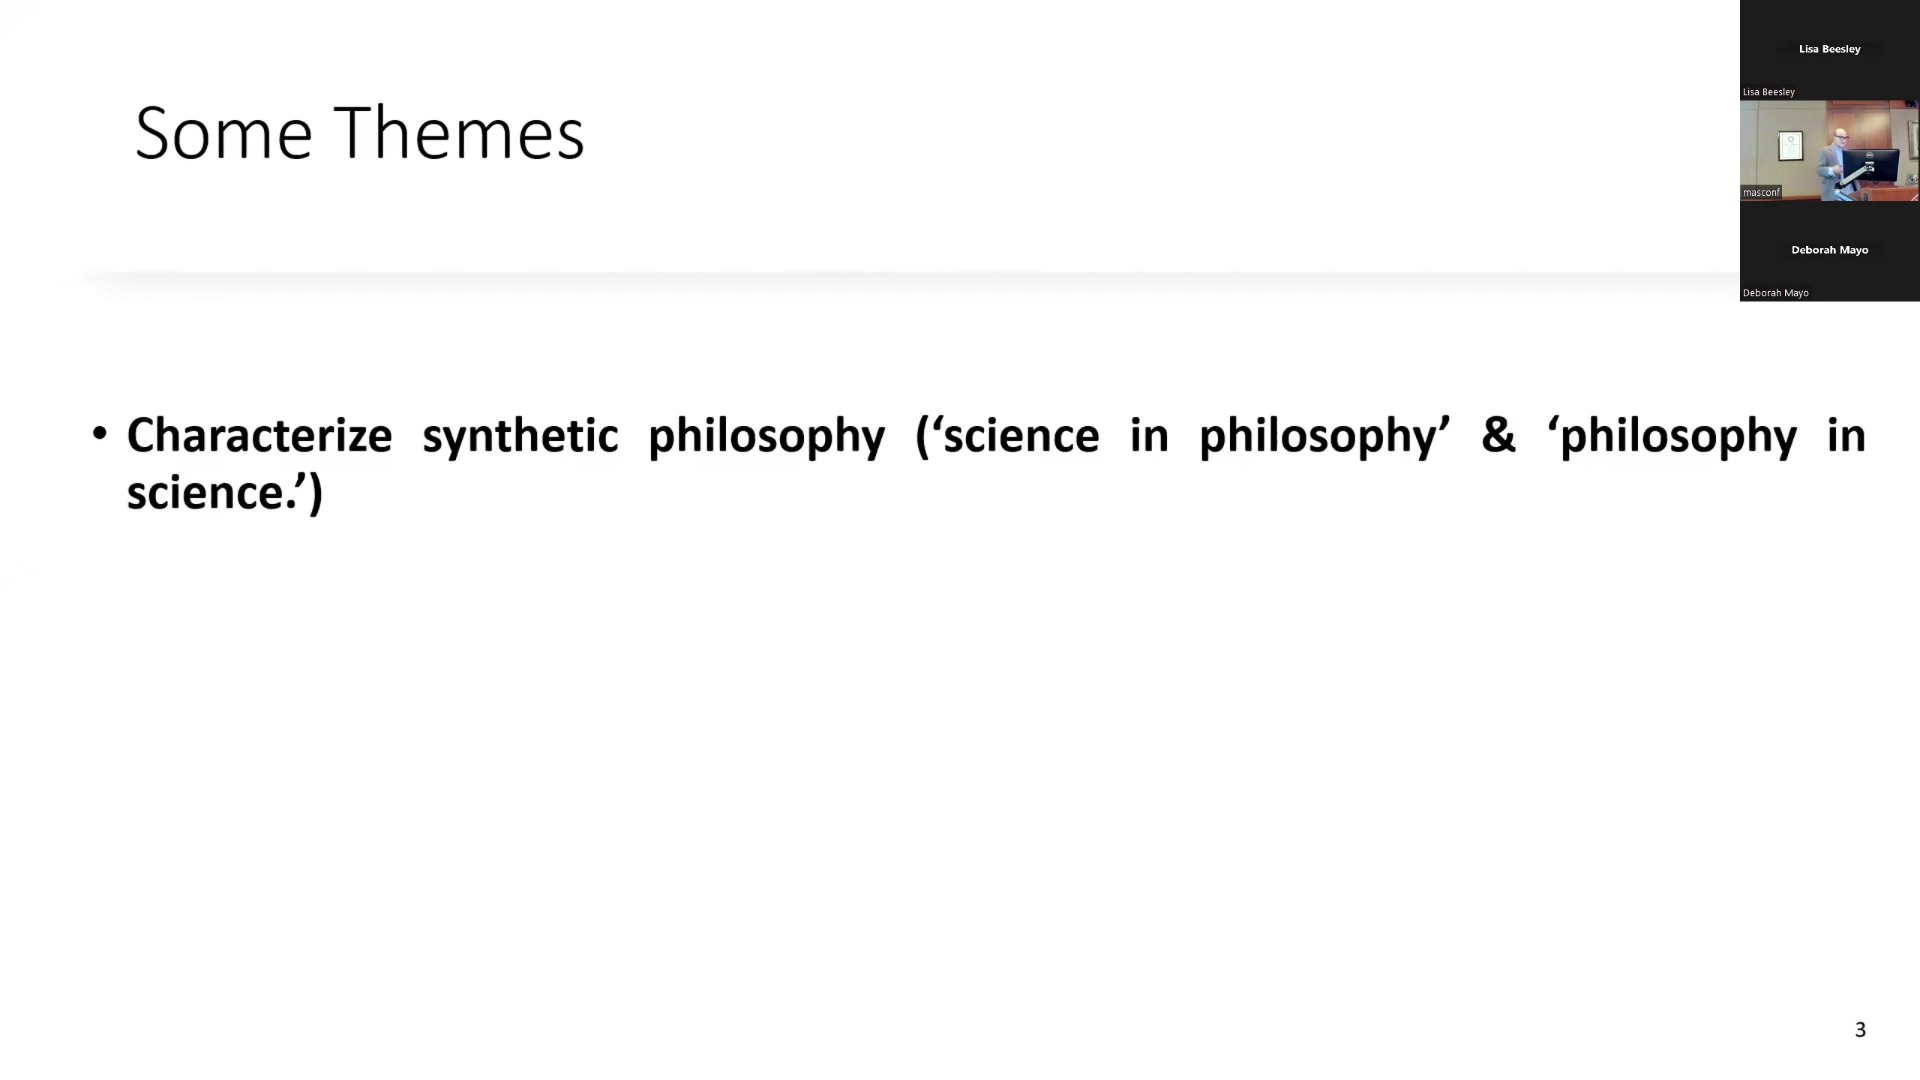 Some Themes
Lisa Beesley
Lisa Beesley
masconf
Deborah Mayo
Deborah Mayo
• Characterize synthetic philosophy (‘science in philosophy’ & ‘philosophy in
science.’)
3